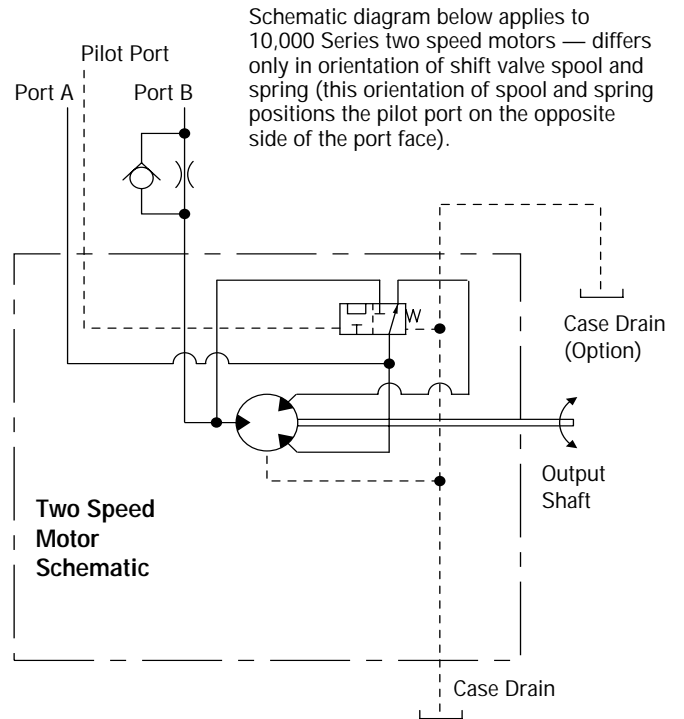 Schematic diagram below applies to
10,000 Series two speed motors — differs
only in orientation of shift valve spool and
spring (this orientation of spool and spring
positions the pilot port on the opposite
side of the port face).
Pilot Port
Port A
Port B
Case Drain
(Option)
Output
Shaft
Two Speed
Motor
Schematic
Case Drain